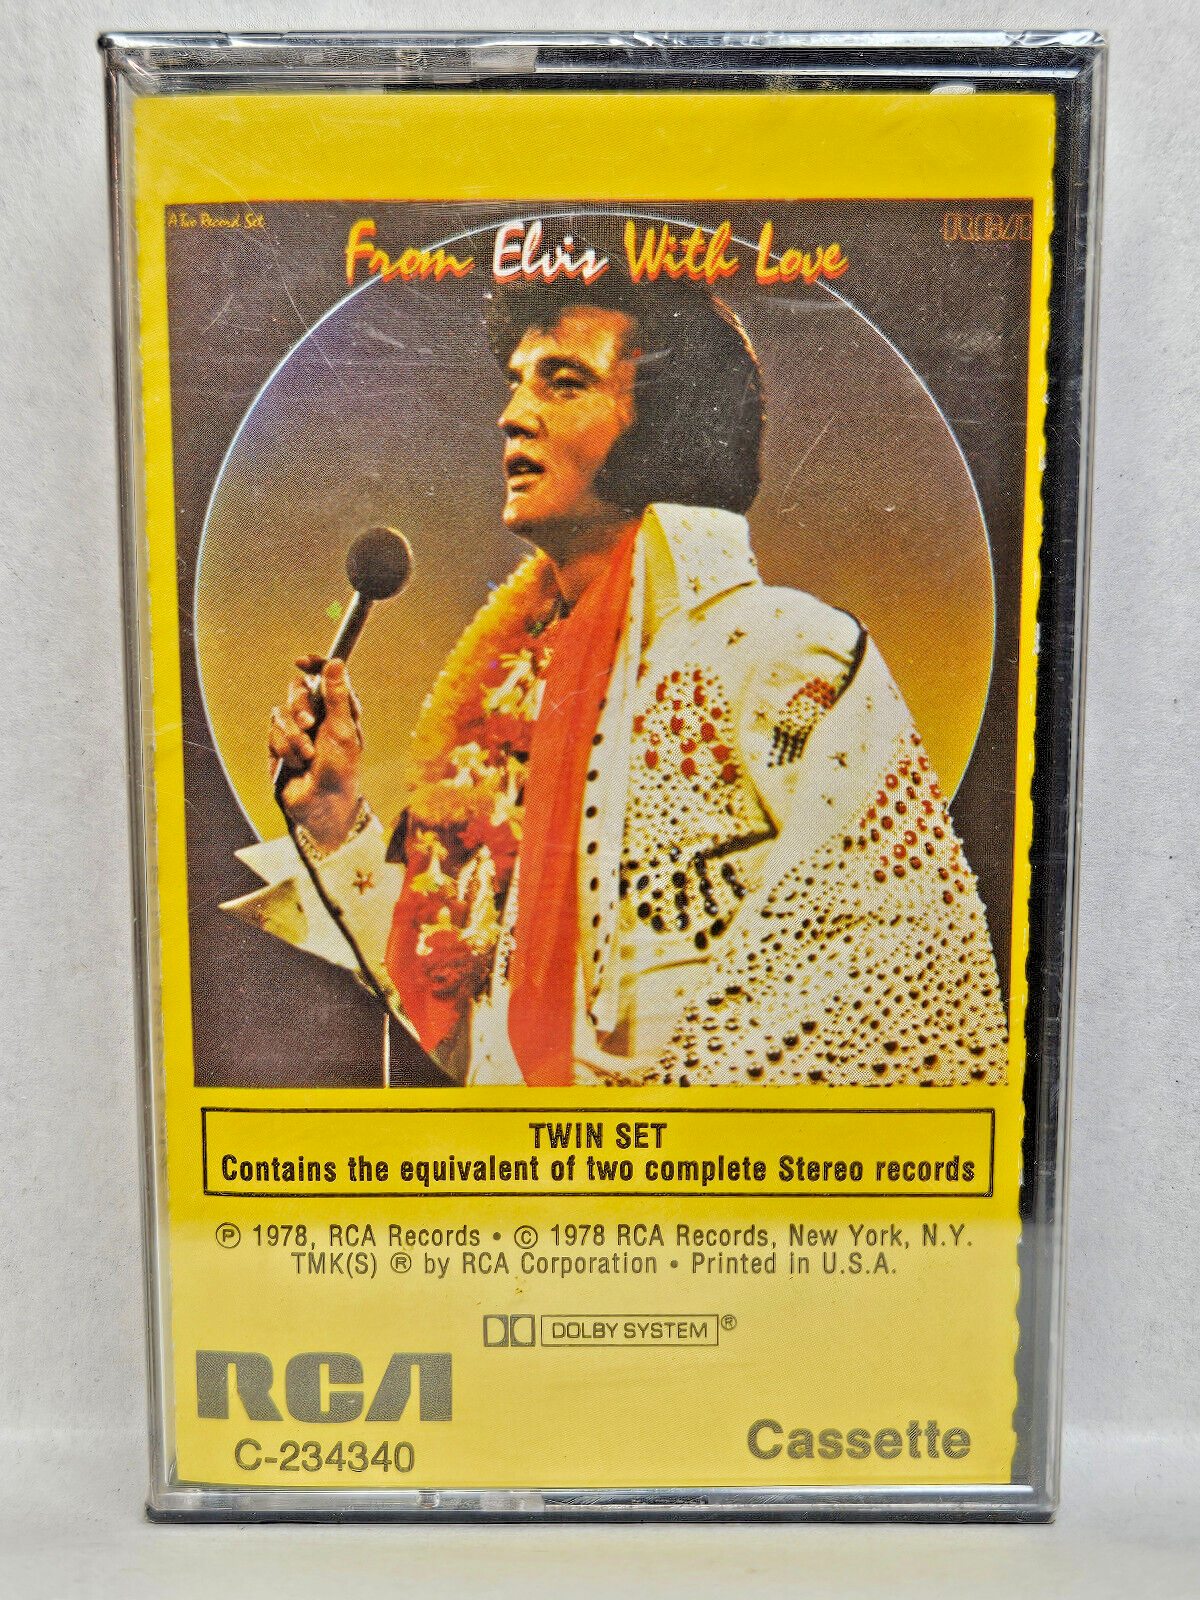 A Two Record Set
RCA
From Elvis With Love
TWIN SET
Contains the equivalent of two complete Stereo records
℗ 1978, RCA Records • © 1978 RCA Records, New York, N.Y.
TMK(S) ® by RCA Corporation • Printed in U.S.A.
DOLBY SYSTEM®
RCA
C-234340
Cassette